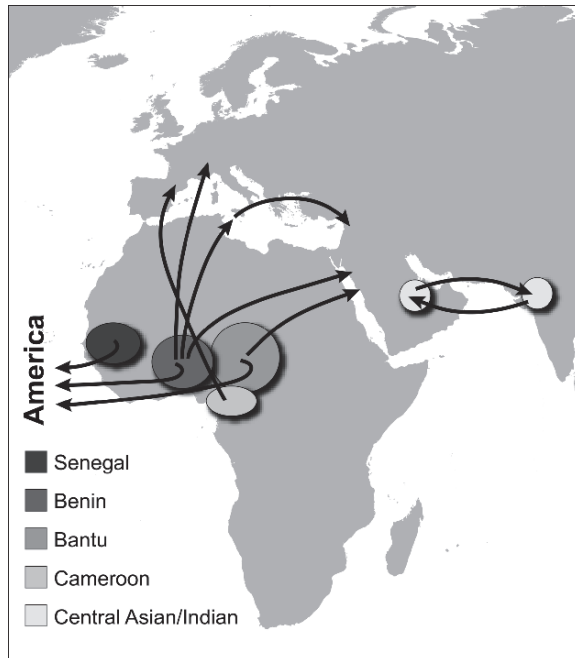 America
Senegal
Benin
Bantu
Cameroon
Central Asian/Indian